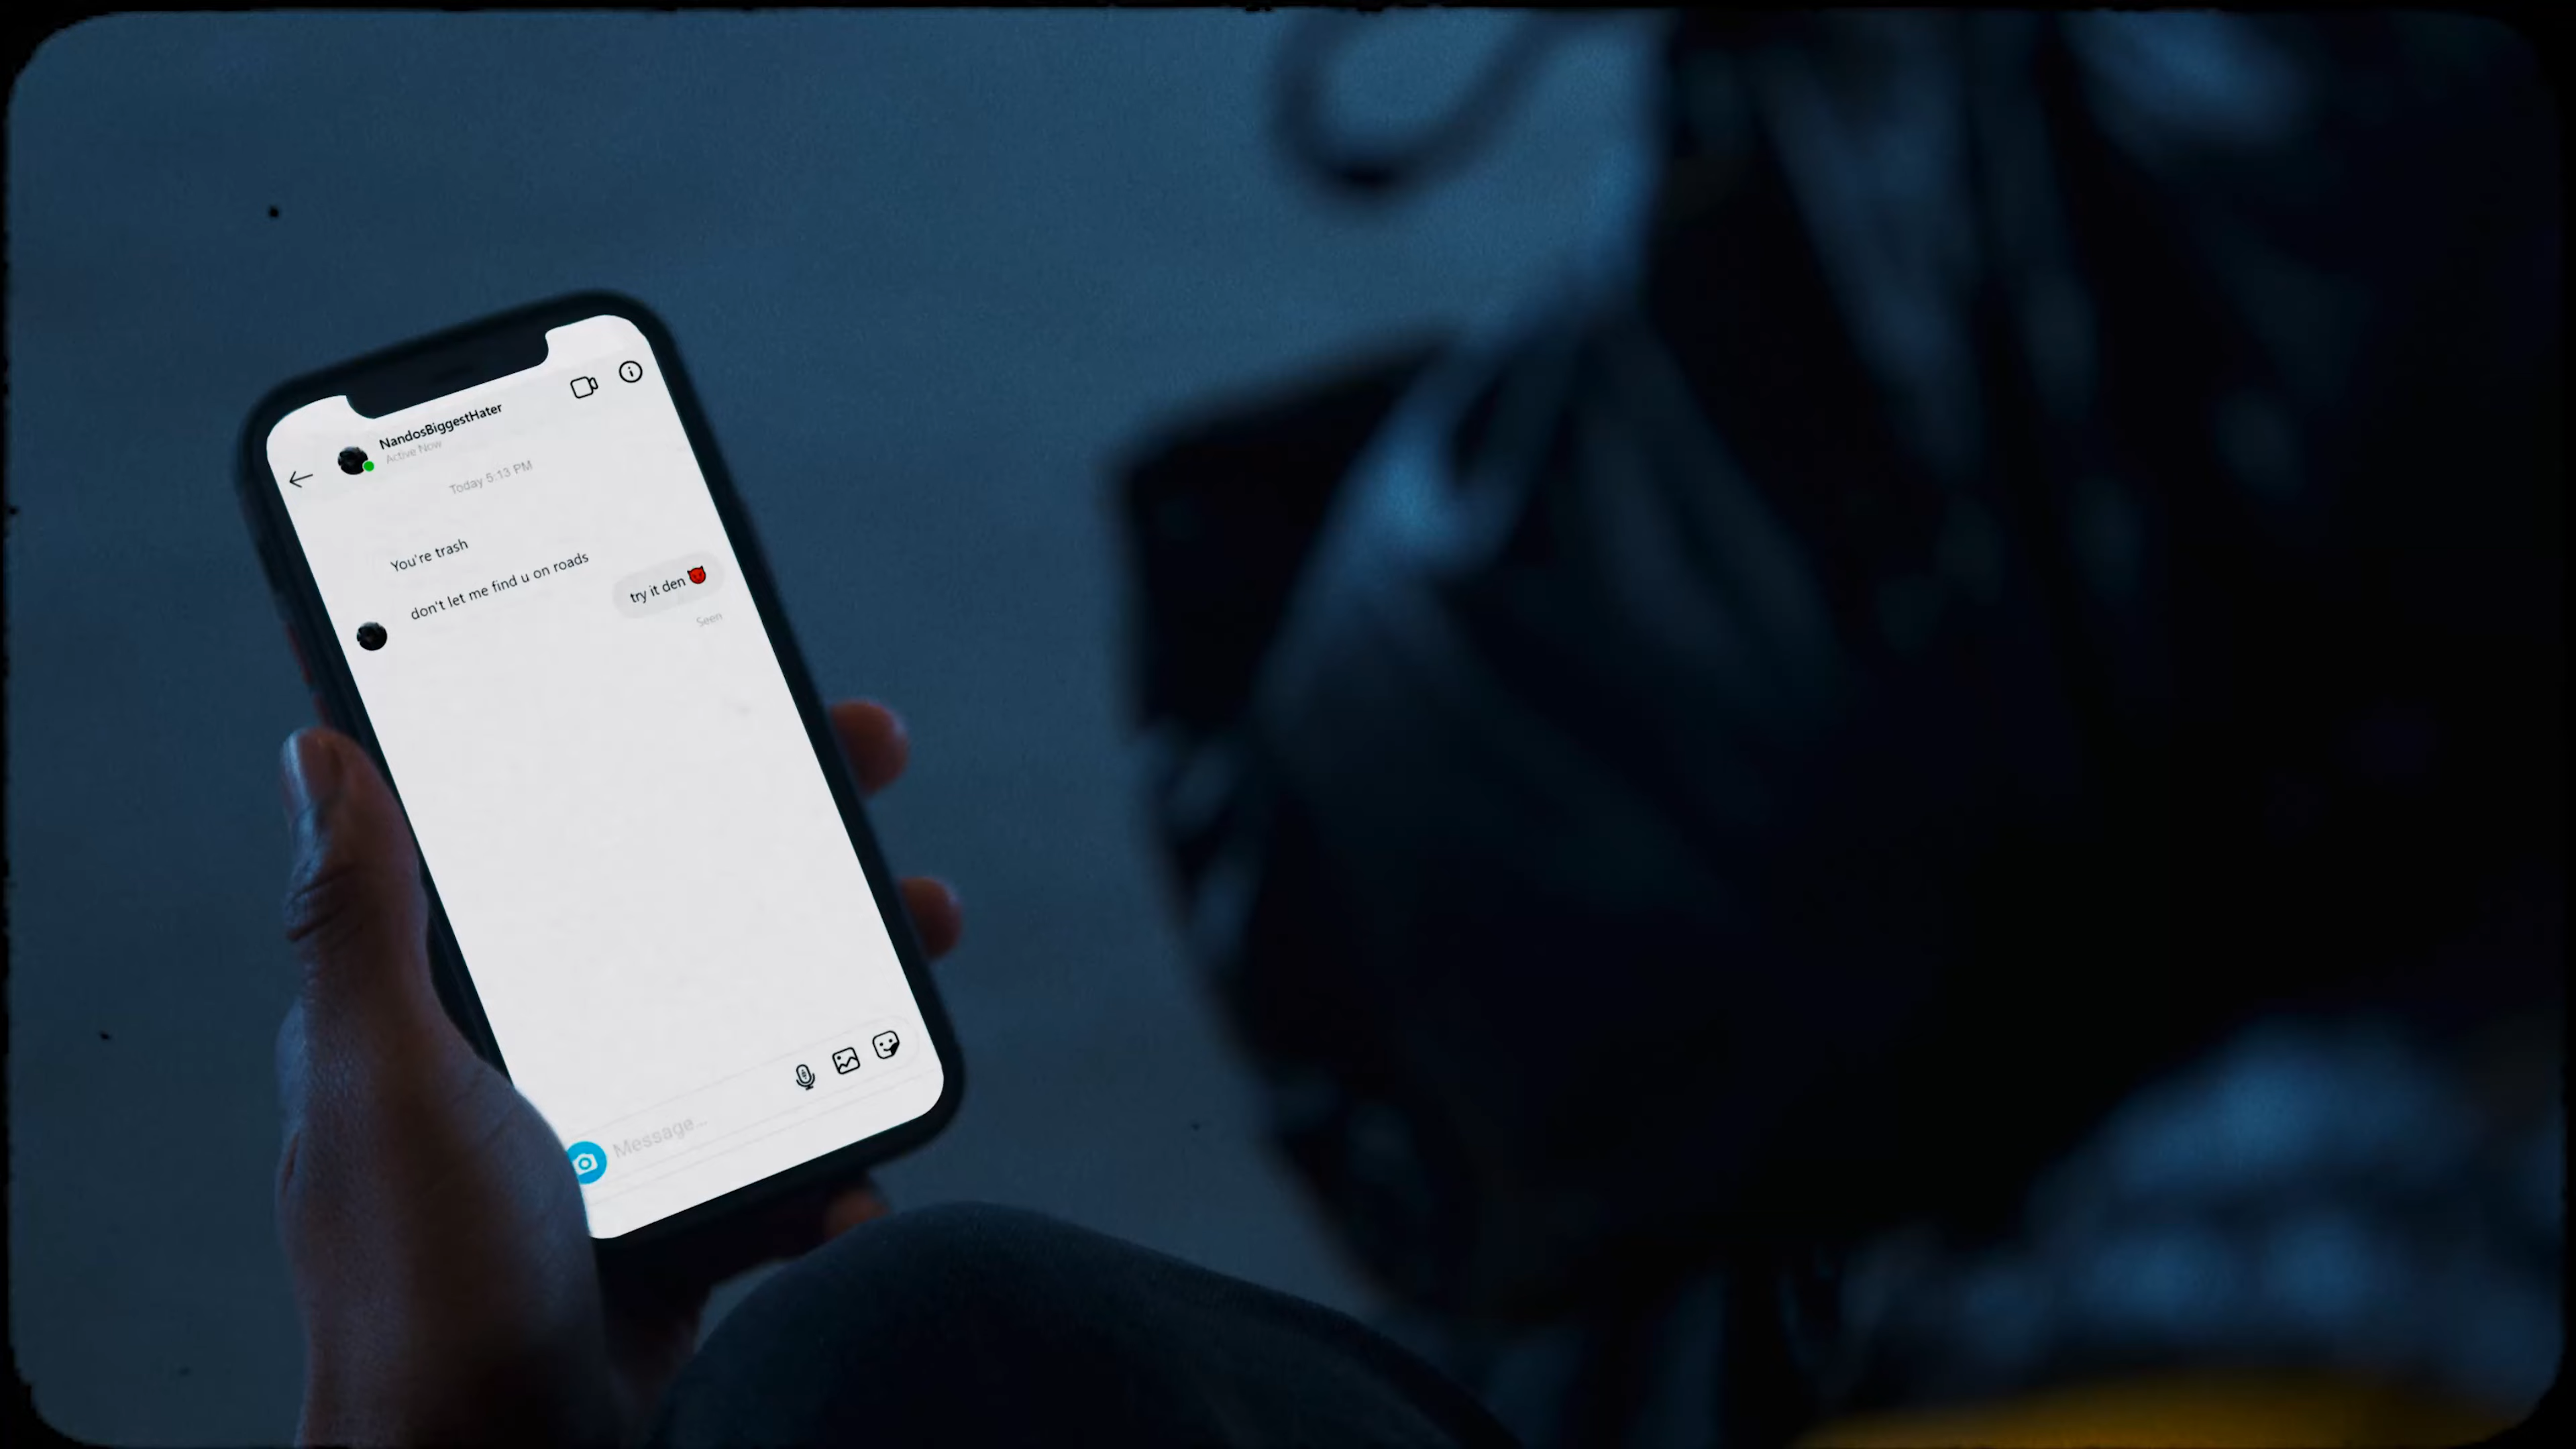 NandosBiggestHater
Active Now
Today 5:13 PM
You're trash
don't let me find u on roads
try it den 😈
Seen
Message...